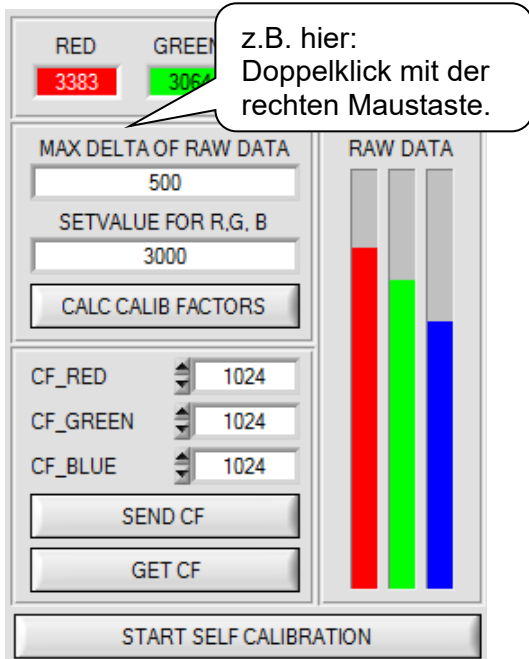 RED
z.B. hier:
Doppelklick mit der
rechten Maustaste.
3383
MAX DELTA OF RAW DATA
500
SETVALUE FOR R,G, B
3000
CALC CALIB FACTORS
CF_RED 1024
CF_GREEN 1024
CF_BLUE 1024
SEND CF
GET CF
RAW DATA
START SELF CALIBRATION